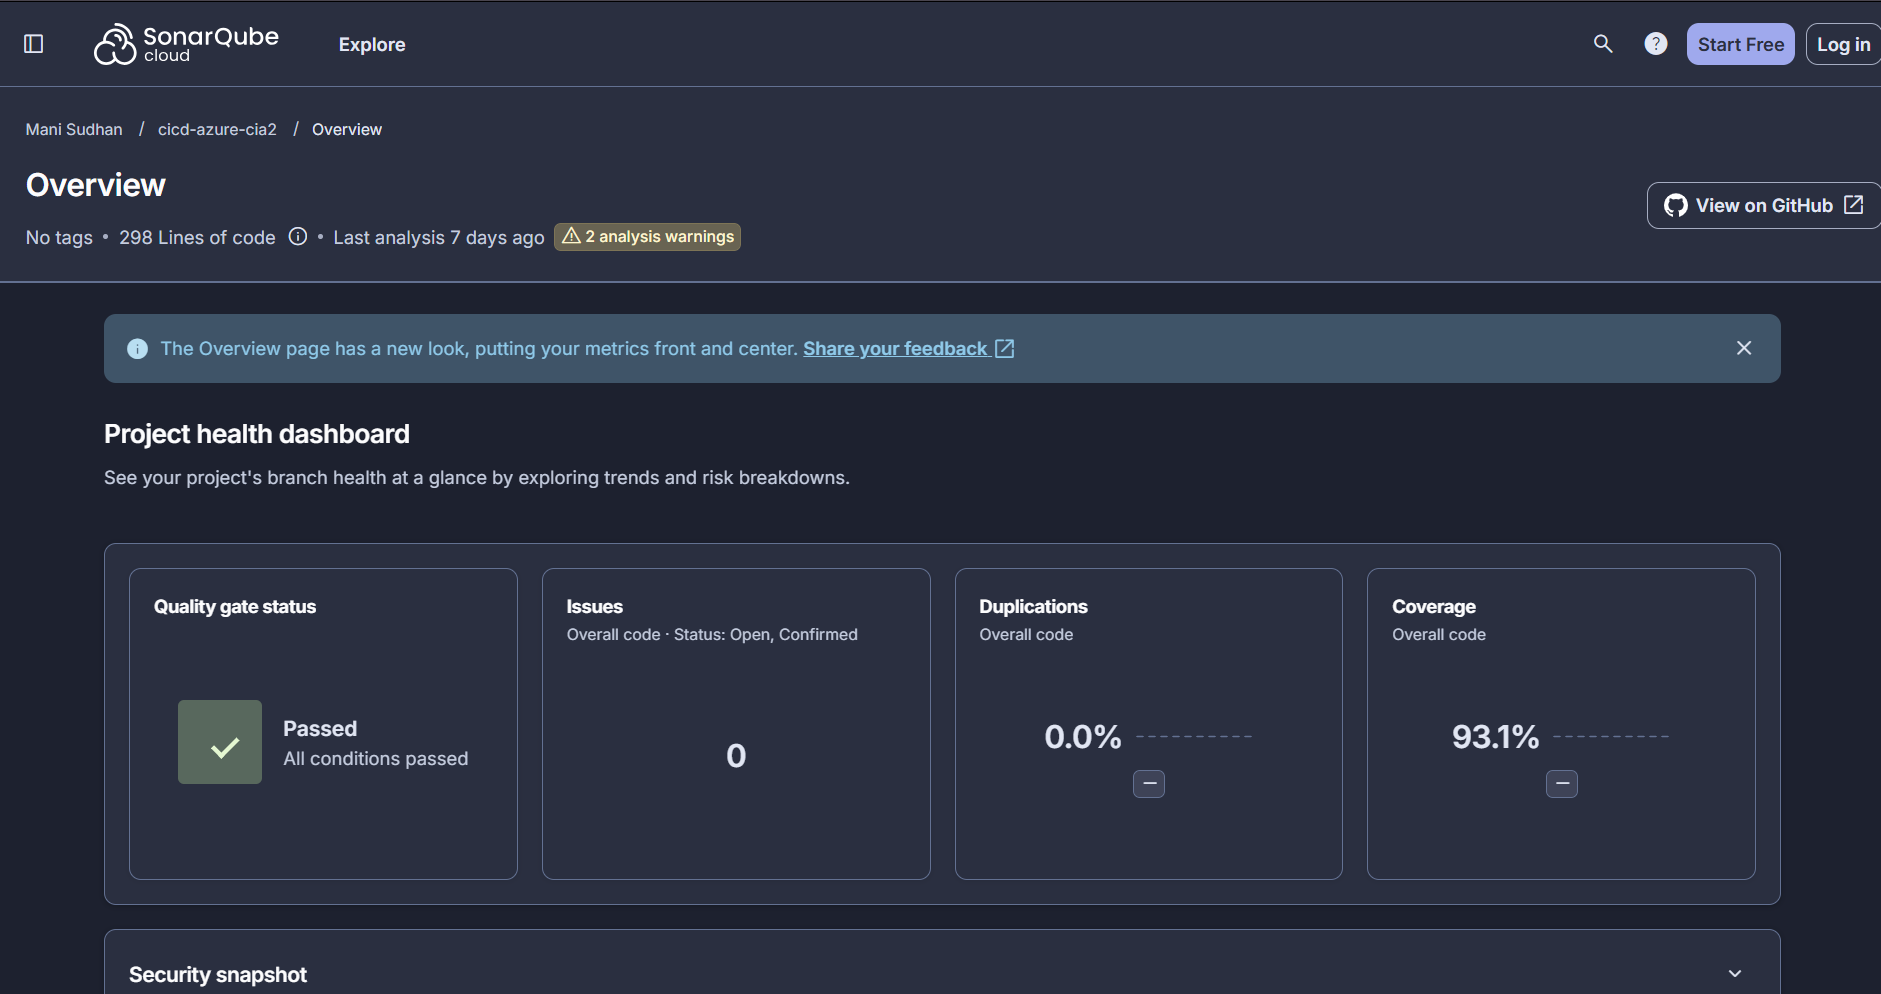 SonarQube
cloud
Explore
?
Start Free
Log in
Mani Sudhan / cicd-azure-cia2 / Overview
Overview
View on GitHub
No tags • 298 Lines of code • Last analysis 7 days ago 2 analysis warnings
The Overview page has a new look, putting your metrics front and center. Share your feedback
Project health dashboard
See your project's branch health at a glance by exploring trends and risk breakdowns.
Quality gate status
Passed
All conditions passed
Issues
Overall code · Status: Open, Confirmed
0
Duplications
Overall code
0.0%
Coverage
Overall code
93.1%
Security snapshot